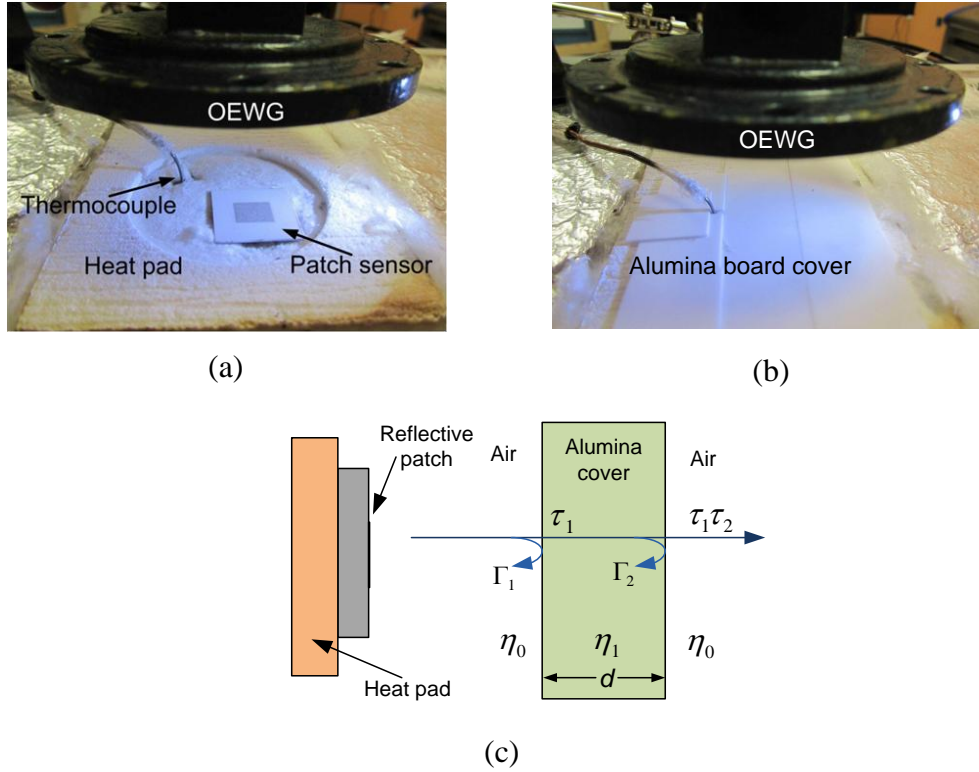 OEWG
Thermocouple
Heat pad
Patch sensor
(a)
OEWG
Alumina board cover
(b)
Reflective
patch
Air
Alumina
cover
Air
τ₁
τ₁τ₂
Γ₁
Γ₂
η₀
η₁
η₀
d
Heat pad
(c)